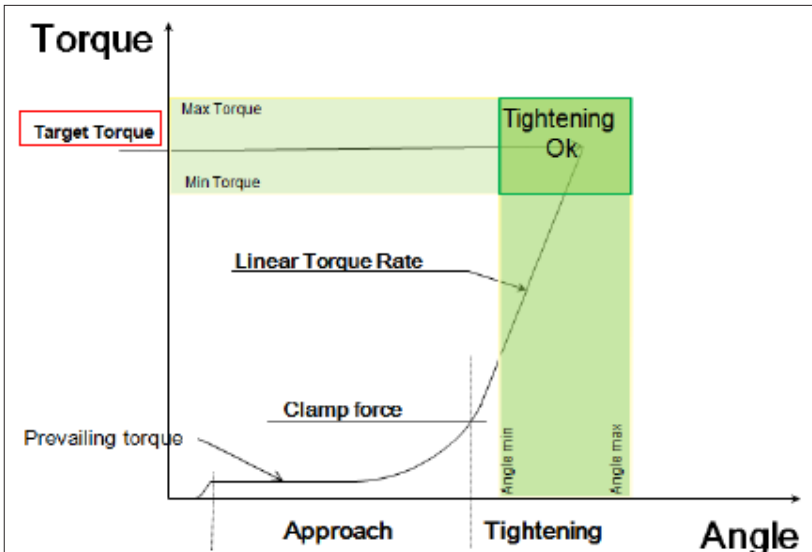 Torque
Max Torque
Target Torque
Min Torque
Tightening
Ok
Linear Torque Rate
Clamp force
Prevailing torque
Angle min
Angle max
Approach
Tightening
Angle